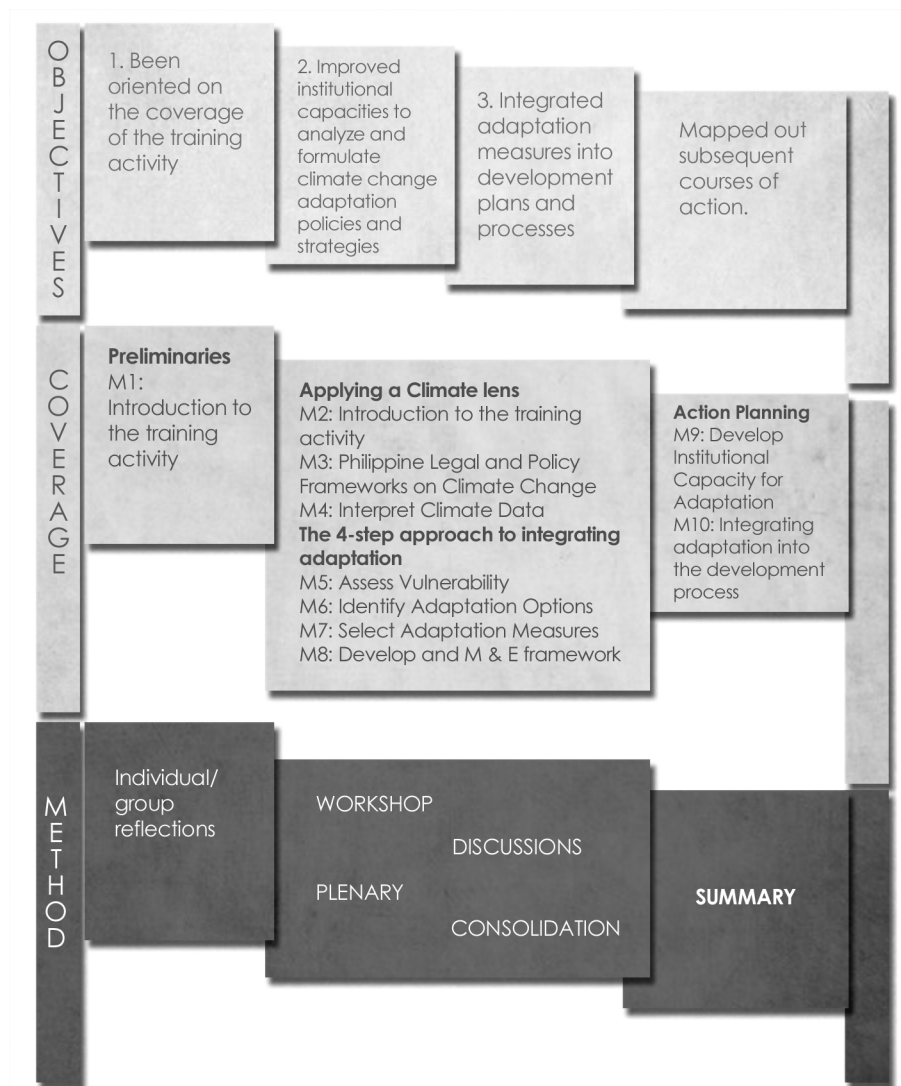 OBJECTIVES
1. Been
oriented on
the coverage
of the training
activity
2. Improved
institutional
capacities to
analyze and
formulate
climate change
adaptation
policies and
strategies
3. Integrated
adaptation
measures into
development
plans and
processes
Mapped out
subsequent
courses of
action.
COVERAGE
Preliminaries
M1:
Introduction to
the training
activity
Applying a Climate lens
M2: Introduction to the training
activity
M3: Philippine Legal and Policy
Frameworks on Climate Change
M4: Interpret Climate Data
The 4-step approach to integrating
adaptation
M5: Assess Vulnerability
M6: Identify Adaptation Options
M7: Select Adaptation Measures
M8: Develop and M & E framework
Action Planning
M9: Develop
Institutional
Capacity for
Adaptation
M10: Integrating
adaptation into
the development
process
METHOD
Individual/
group
reflections
WORKSHOP
DISCUSSIONS
PLENARY
CONSOLIDATION
SUMMARY